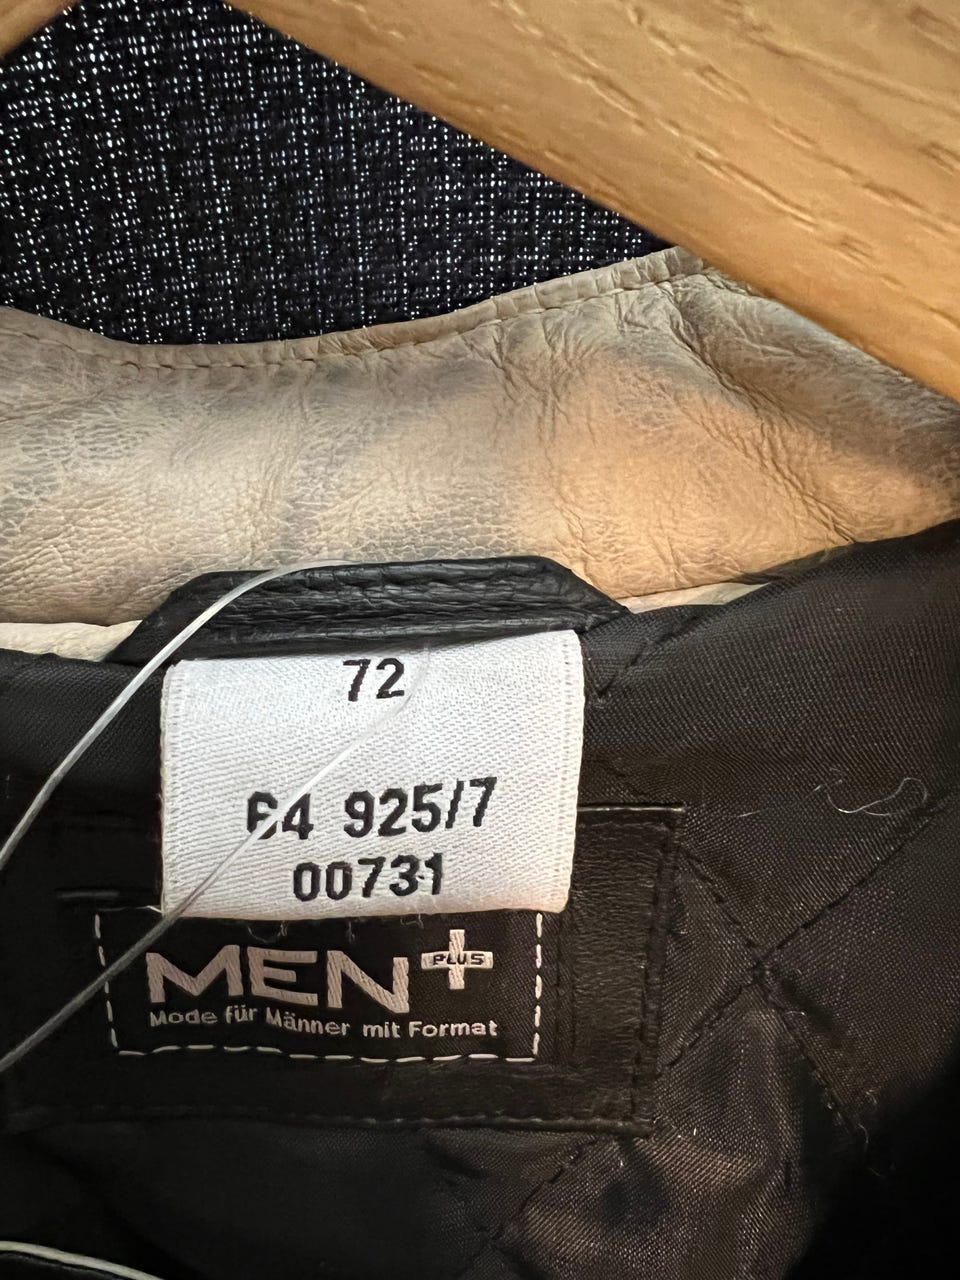 72
64 925/7
00731
MEN
PLUS
Mode für Männer mit Format